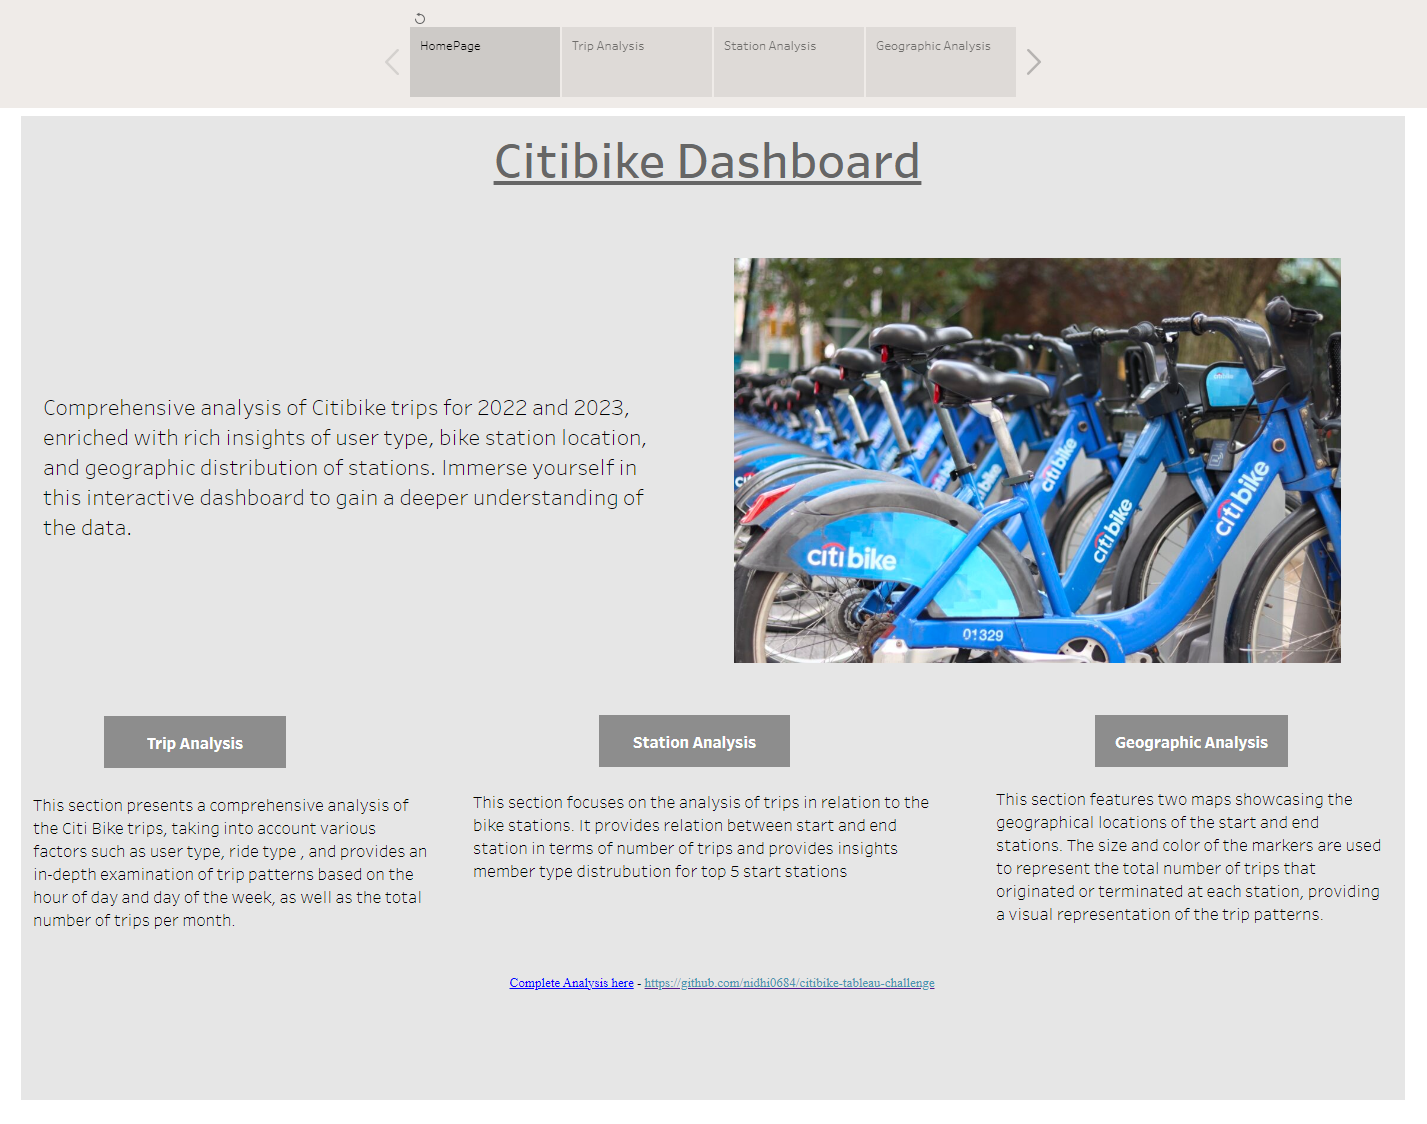 HomePage
Trip Analysis
Station Analysis
Geographic Analysis
Citibike Dashboard
Comprehensive analysis of Citibike trips for 2022 and 2023,
enriched with rich insights of user type, bike station location,
and geographic distribution of stations. Immerse yourself in
this interactive dashboard to gain a deeper understanding of
the data.
citi bike
citi bike
citi bike
citi bike
01329
Trip Analysis
This section presents a comprehensive analysis of
the Citi Bike trips, taking into account various
factors such as user type, ride type , and provides an
in-depth examination of trip patterns based on the
hour of day and day of the week, as well as the total
number of trips per month.
Station Analysis
This section focuses on the analysis of trips in relation to the
bike stations. It provides relation between start and end
station in terms of number of trips and provides insights
member type distrubution for top 5 start stations
Geographic Analysis
This section features two maps showcasing the
geographical locations of the start and end
stations. The size and color of the markers are used
to represent the total number of trips that
originated or terminated at each station, providing
a visual representation of the trip patterns.
Complete Analysis here - https://github.com/nidhi0684/citibike-tableau-challenge